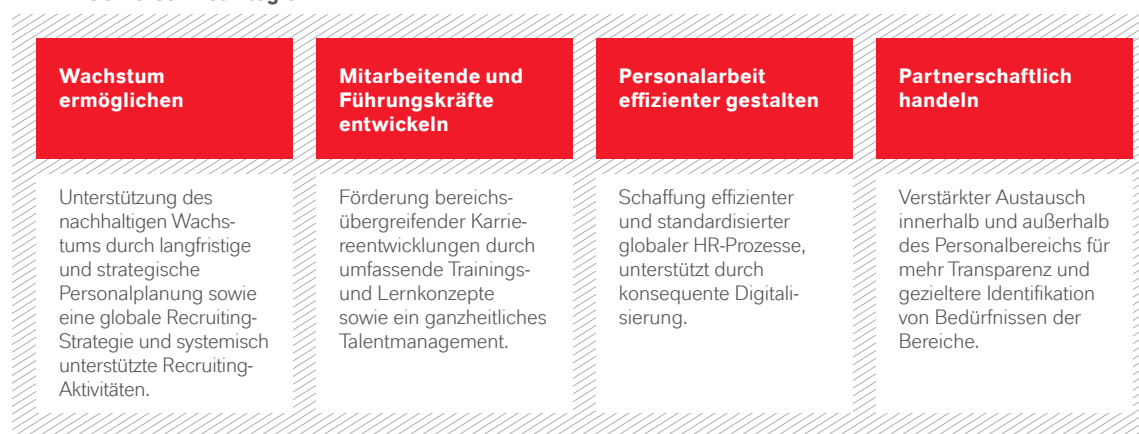 Wachstum
ermöglichen
Unterstützung des
nachhaltigen Wachs-
tums durch langfristige
und strategische
Personalplanung sowie
eine globale Recruiting-
Strategie und systemisch
unterstützte Recruiting-
Aktivitäten.
Mitarbeitende und
Führungskräfte
entwickeln
Förderung bereichs-
übergreifender Karrie-
reentwicklungen durch
umfassende Trainings-
und Lernkonzepte
sowie ein ganzheitliches
Talentmanagement.
Personalarbeit
effizienter gestalten
Schaffung effizienter
und standardisierter
globaler HR-Prozesse,
unterstützt durch
konsequente Digitali-
sierung.
Partnerschaftlich
handeln
Verstärkter Austausch
innerhalb und außerhalb
des Personalbereichs für
mehr Transparenz und
gezieltere Identifikation
von Bedürfnissen der
Bereiche.